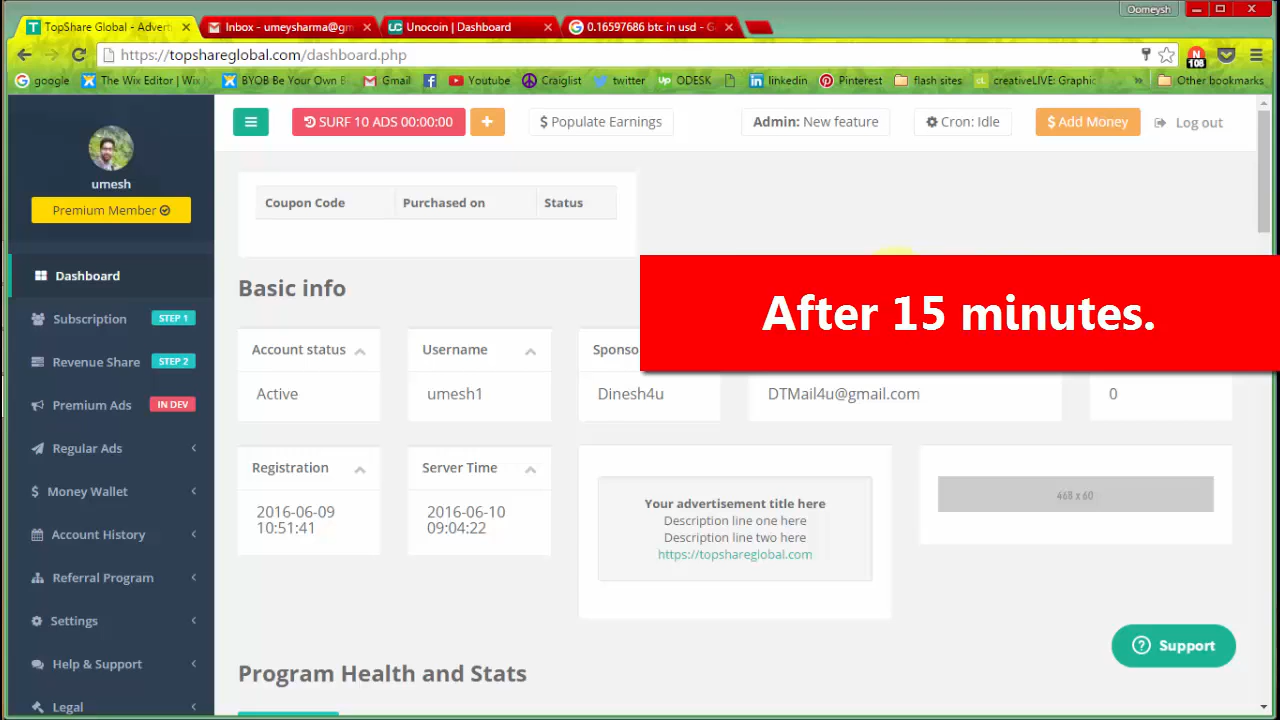 Oomeysh
TopShare Global - Adverti
Inbox - umeysharma@gm
Unocoin | Dashboard
0.16597686 btc in usd - Go
https://topshareglobal.com/dashboard.php
N
108
google
The Wix Editor | Wix
BYOB Be Your Own B
Gmail
Youtube
Craiglist
twitter
Up ODESK
linkedin
Pinterest
flash sites
CL creativeLIVE: Graphic
»
Other bookmarks
SURF 10 ADS 00:00:00
+
$ Populate Earnings
Admin: New feature
Cron: Idle
$ Add Money
Log out
umesh
Premium Member
Dashboard
Subscription STEP 1
Revenue Share STEP 2
Premium Ads IN DEV
Regular Ads
$ Money Wallet
Account History
Referral Program
Settings
Help & Support
Legal
Coupon Code Purchased on Status
Basic info
After 15 minutes.
Account status
Active
Username
umesh1
Sponso
Dinesh4u
DTMail4u@gmail.com
0
Registration
2016-06-09
10:51:41
Server Time
2016-06-10
09:04:22
Your advertisement title here
Description line one here
Description line two here
https://topshareglobal.com
468 x 60
Support
Program Health and Stats